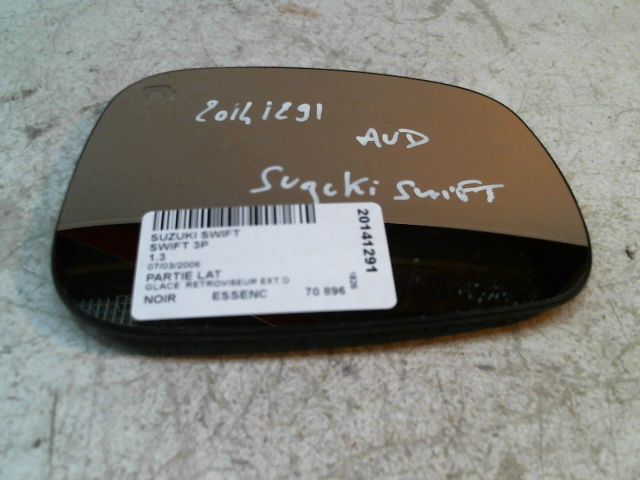 20141291
AVD
Suzuki SwiFT
SUZUKI SWIFT
SWIFT 3P
1.3
07/03/2006
PARTIE LAT
GLACE RETROVISEUR EXT D
NOIR ESSENC 70 896
20141291
1626